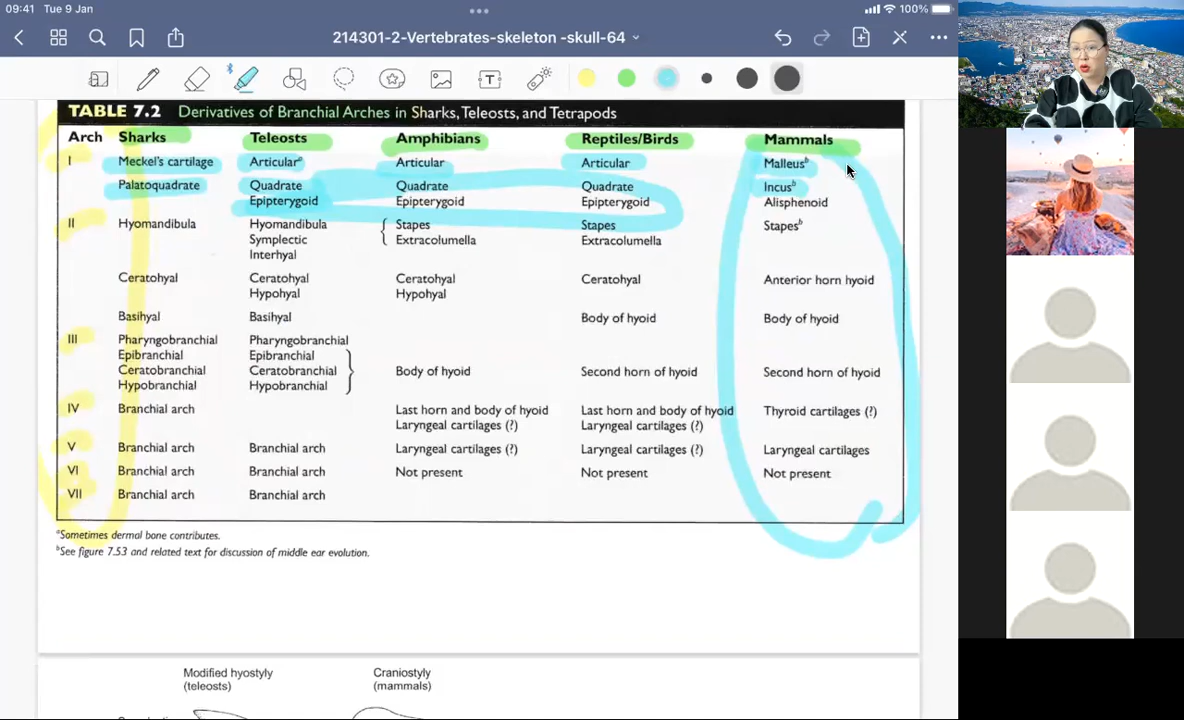 09:41 Tue 9 Jan
100%
214301-2-Vertebrates-skeleton -skull-64
TABLE 7.2 Derivatives of Branchial Arches in Sharks, Teleosts, and Tetrapods
Arch Sharks Teleosts Amphibians Reptiles/Birds Mammals
I Meckel's cartilage Articularᵃ Articular Articular Malleusᵇ
Palatoquadrate Quadrate Quadrate Quadrate Incusᵇ
Epipterygoid Epipterygoid Epipterygoid Alisphenoid
II Hyomandibula Hyomandibula Stapes Stapes Stapesᵇ
Symplectic Extracolumella Extracolumella
Interhyal
Ceratohyal Ceratohyal Ceratohyal Ceratohyal Anterior horn hyoid
Hypohyal Hypohyal
Basihyal Basihyal Body of hyoid Body of hyoid
III Pharyngobranchial Pharyngobranchial
Epibranchial Epibranchial
Ceratobranchial Ceratobranchial Body of hyoid Second horn of hyoid Second horn of hyoid
Hypobranchial Hypobranchial
IV Branchial arch Last horn and body of hyoid Last horn and body of hyoid Thyroid cartilages (?)
Laryngeal cartilages (?) Laryngeal cartilages (?)
V Branchial arch Branchial arch Laryngeal cartilages (?) Laryngeal cartilages (?) Laryngeal cartilages
VI Branchial arch Branchial arch Not present Not present Not present
VII Branchial arch Branchial arch
ᵃSometimes dermal bone contributes.
ᵇSee figure 7.53 and related text for discussion of middle ear evolution.
Modified hyostyly Craniostyly
(teleosts) (mammals)